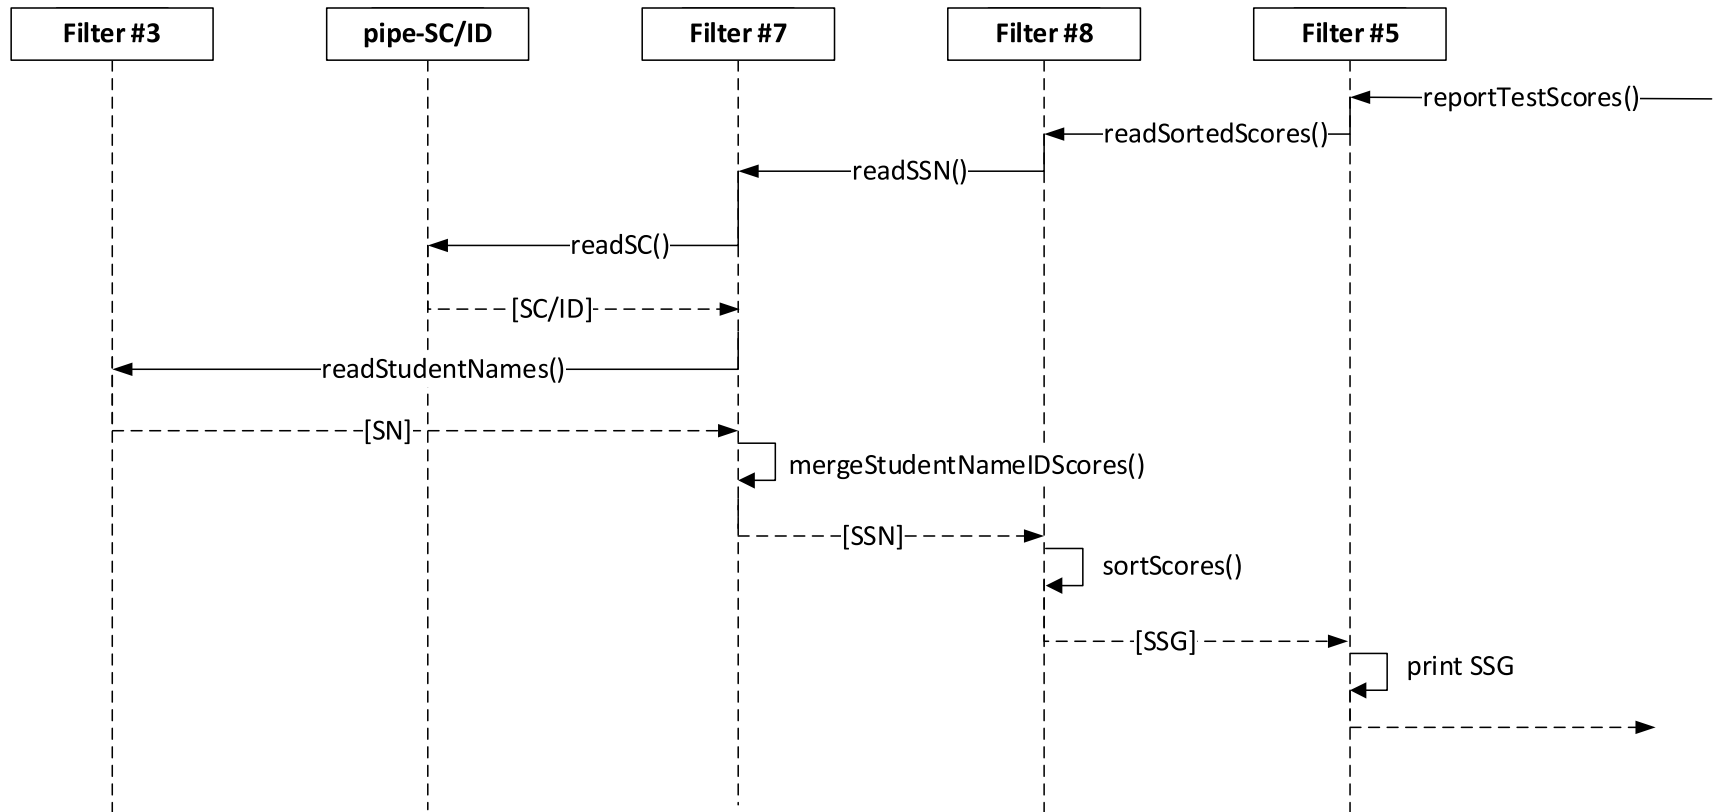 Filter #3
pipe-SC/ID
Filter #7
Filter #8
Filter #5
reportTestScores()
readSortedScores()
readSSN()
readSC()
[SC/ID]
readStudentNames()
[SN]
mergeStudentNameIDScores()
[SSN]
sortScores()
[SSG]
print SSG